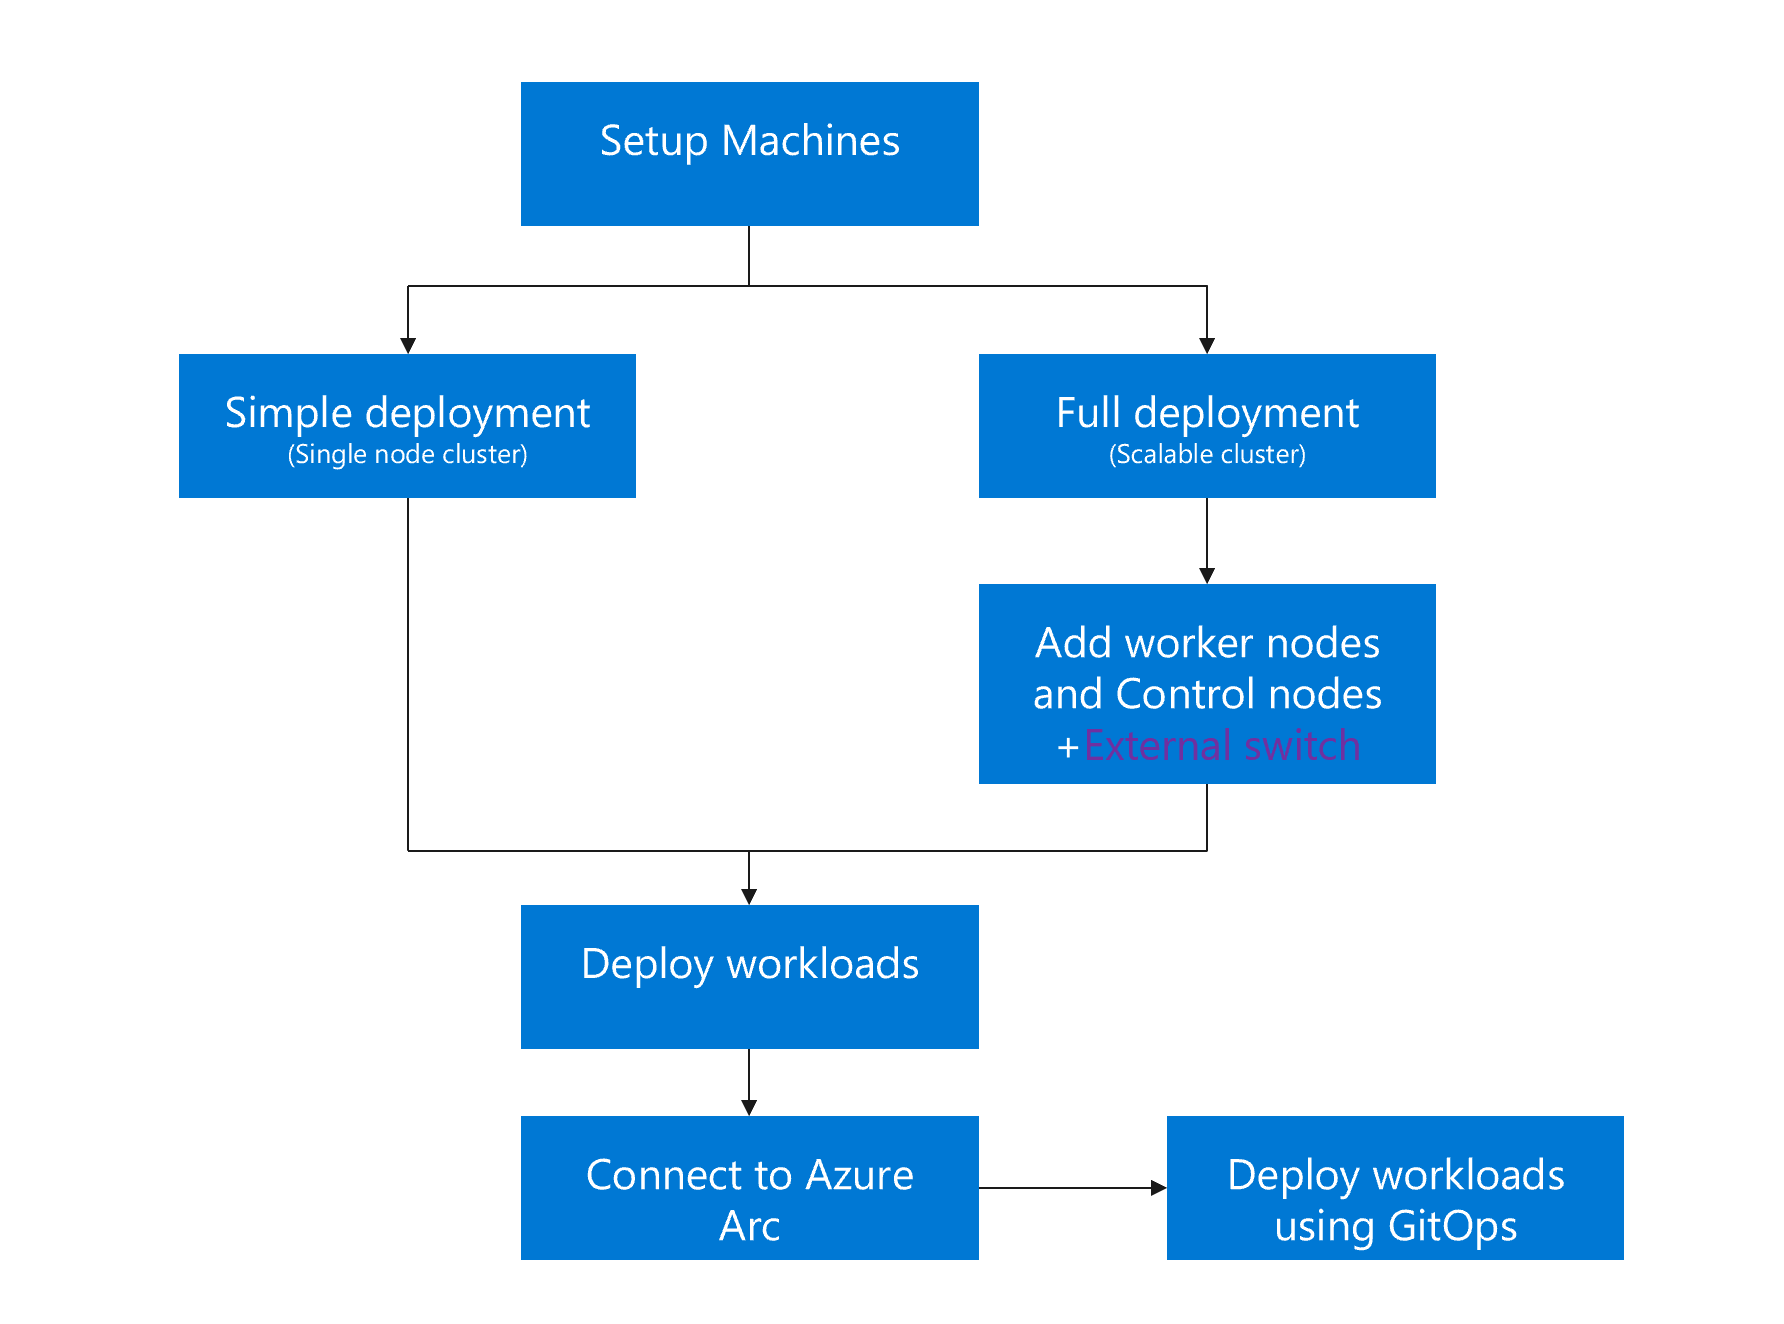 Setup Machines
Simple deployment
(Single node cluster)
Full deployment
(Scalable cluster)
Add worker nodes
and Control nodes
+External switch
Deploy workloads
Connect to Azure
Arc
Deploy workloads
using GitOps